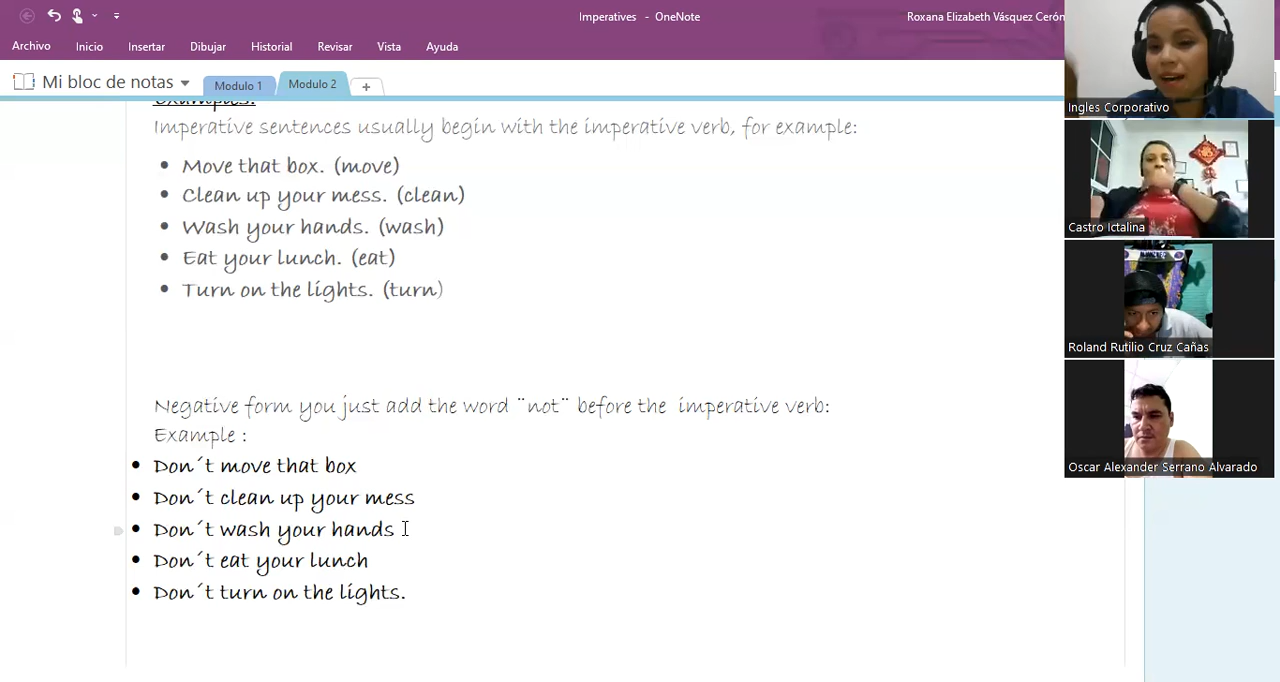 Imperatives - OneNote
Roxana Elizabeth Vásquez Cerón
Archivo Inicio Insertar Dibujar Historial Revisar Vista Ayuda
Mi bloc de notas Modulo 1 Modulo 2 +
Examples:
Imperative sentences usually begin with the imperative verb, for example:
• Move that box. (move)
• Clean up your mess. (clean)
• Wash your hands. (wash)
• Eat your lunch. (eat)
• Turn on the lights. (turn)
Negative form you just add the word ¨not¨ before the imperative verb:
Example :
• Don´t move that box
• Don´t clean up your mess
• Don´t wash your hands
• Don´t eat your lunch
• Don´t turn on the lights.
Ingles Corporativo
Castro Ictalina
Roland Rutilio Cruz Cañas
Oscar Alexander Serrano Alvarado